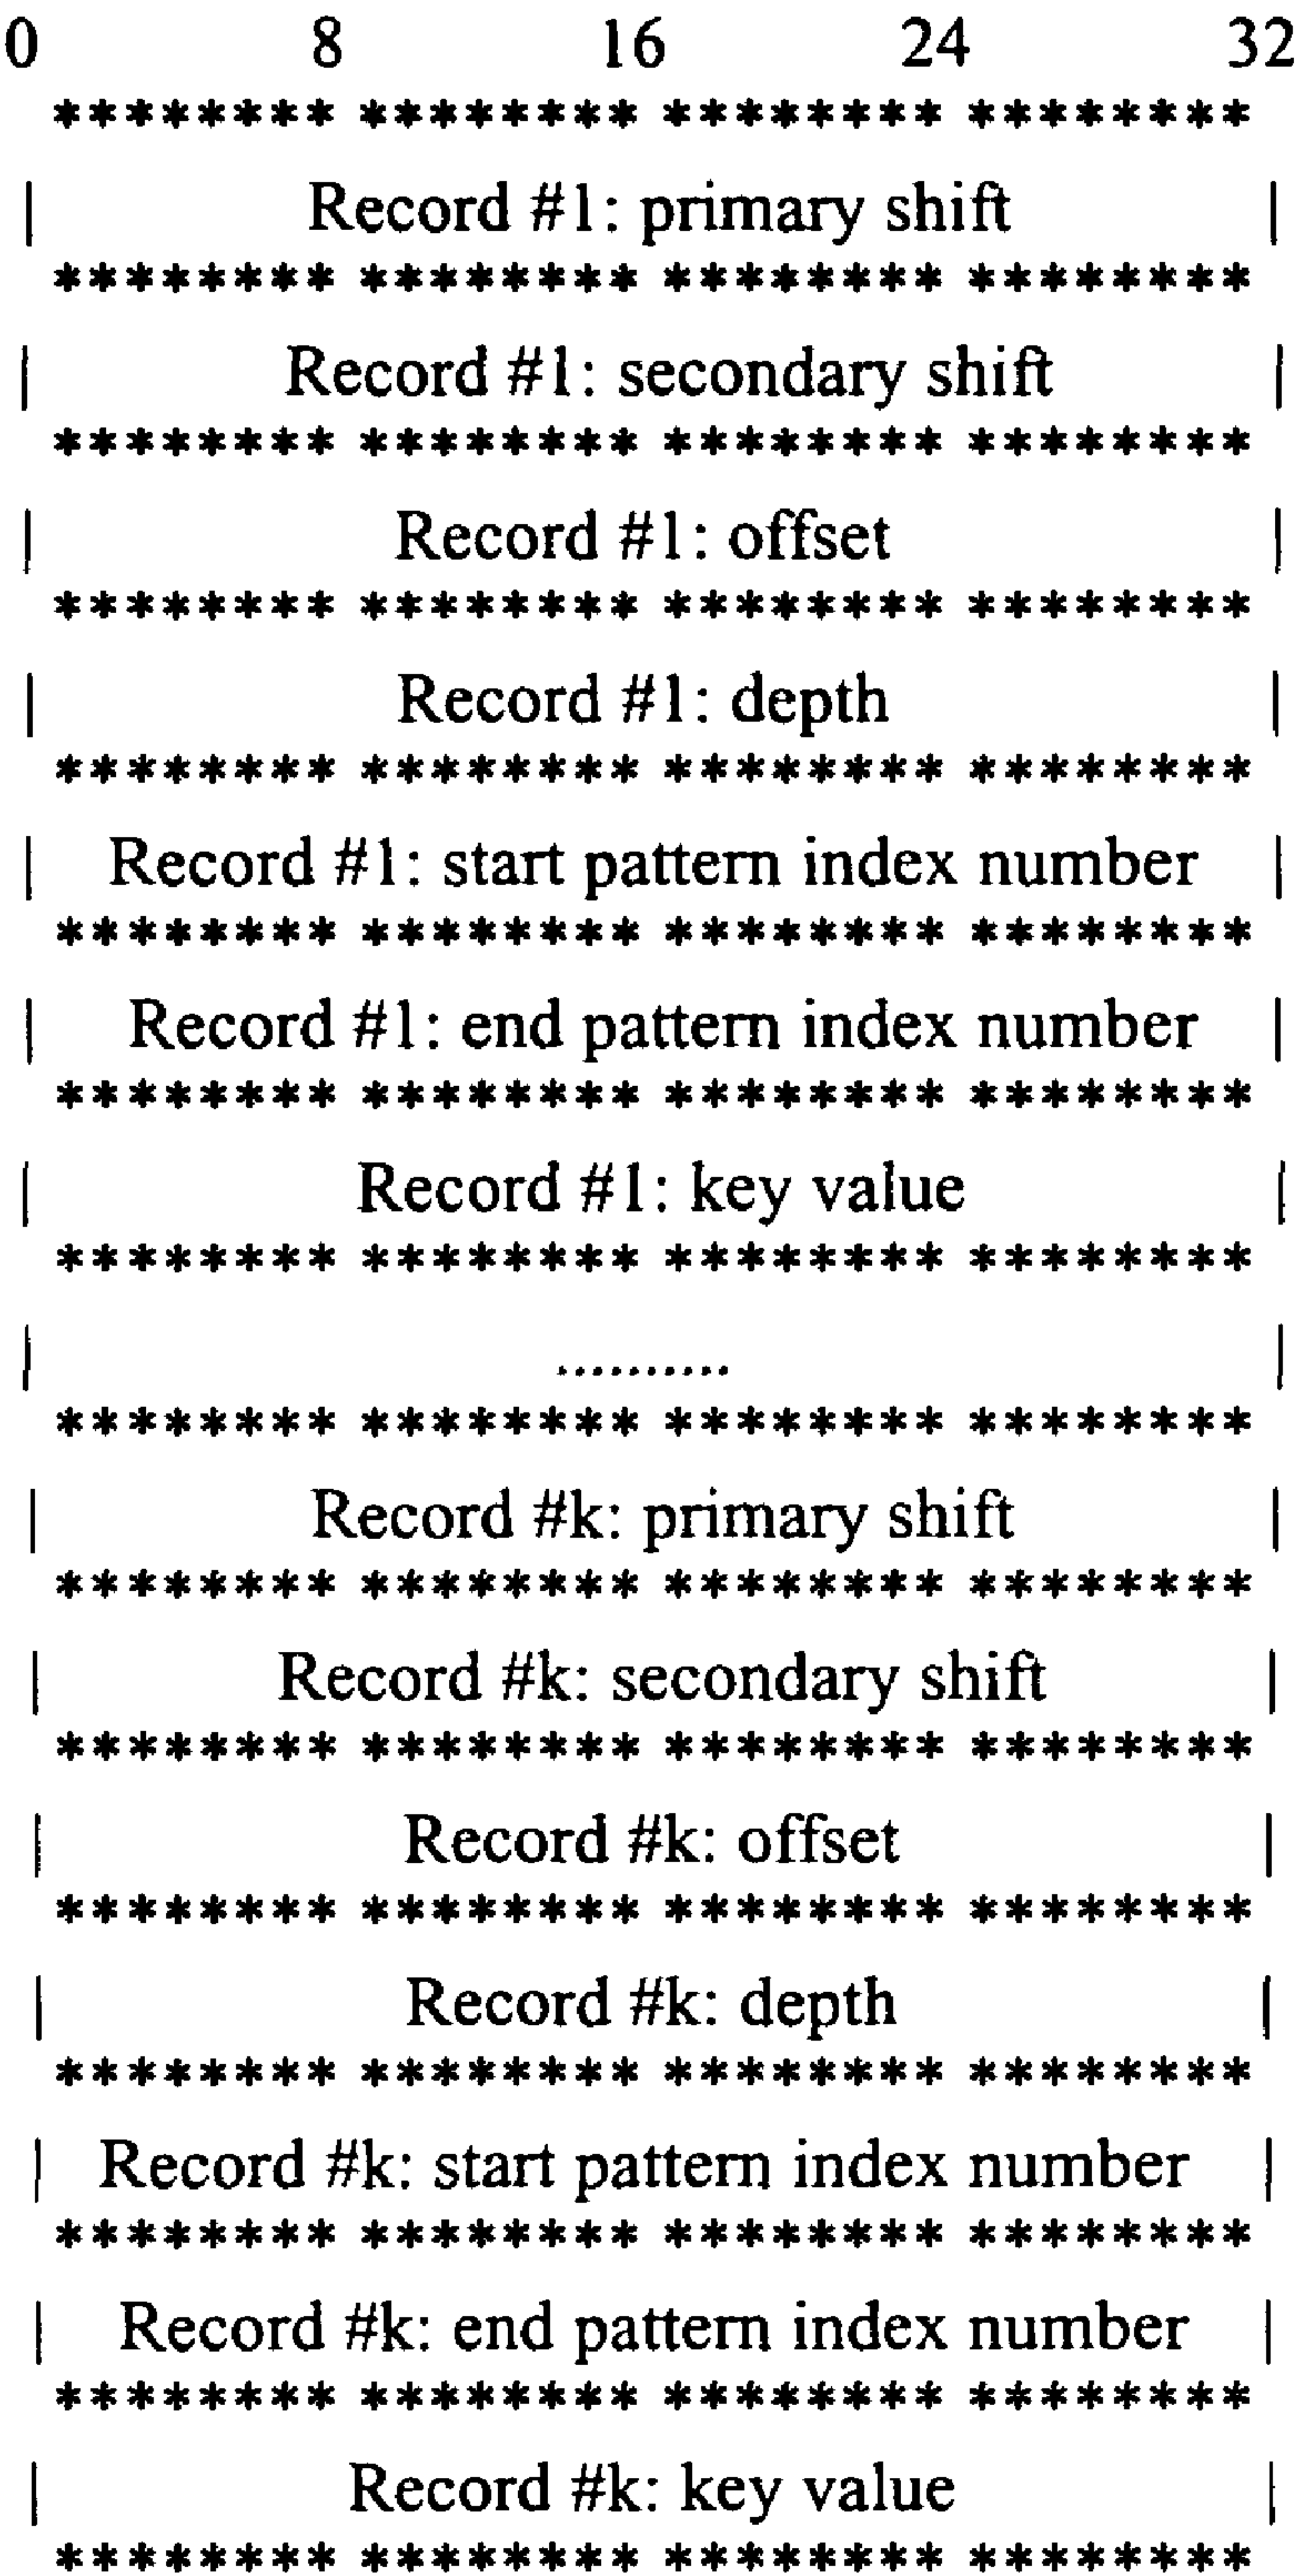 0 8 16 24 32
******** ******** ******** ********
| Record #1: primary shift |
******** ******** ******** ********
| Record #1: secondary shift |
******** ******** ******** ********
| Record #1: offset |
******** ******** ******** ********
| Record #1: depth |
******** ******** ******** ********
| Record #1: start pattern index number |
******** ******** ******** ********
| Record #1: end pattern index number |
******** ******** ******** ********
| Record #1: key value |
******** ******** ******** ********
| .......... |
******** ******** ******** ********
| Record #k: primary shift |
******** ******** ******** ********
| Record #k: secondary shift |
******** ******** ******** ********
| Record #k: offset |
******** ******** ******** ********
| Record #k: depth |
******** ******** ******** ********
| Record #k: start pattern index number |
******** ******** ******** ********
| Record #k: end pattern index number |
******** ******** ******** ********
| Record #k: key value |
******** ******** ******** ********